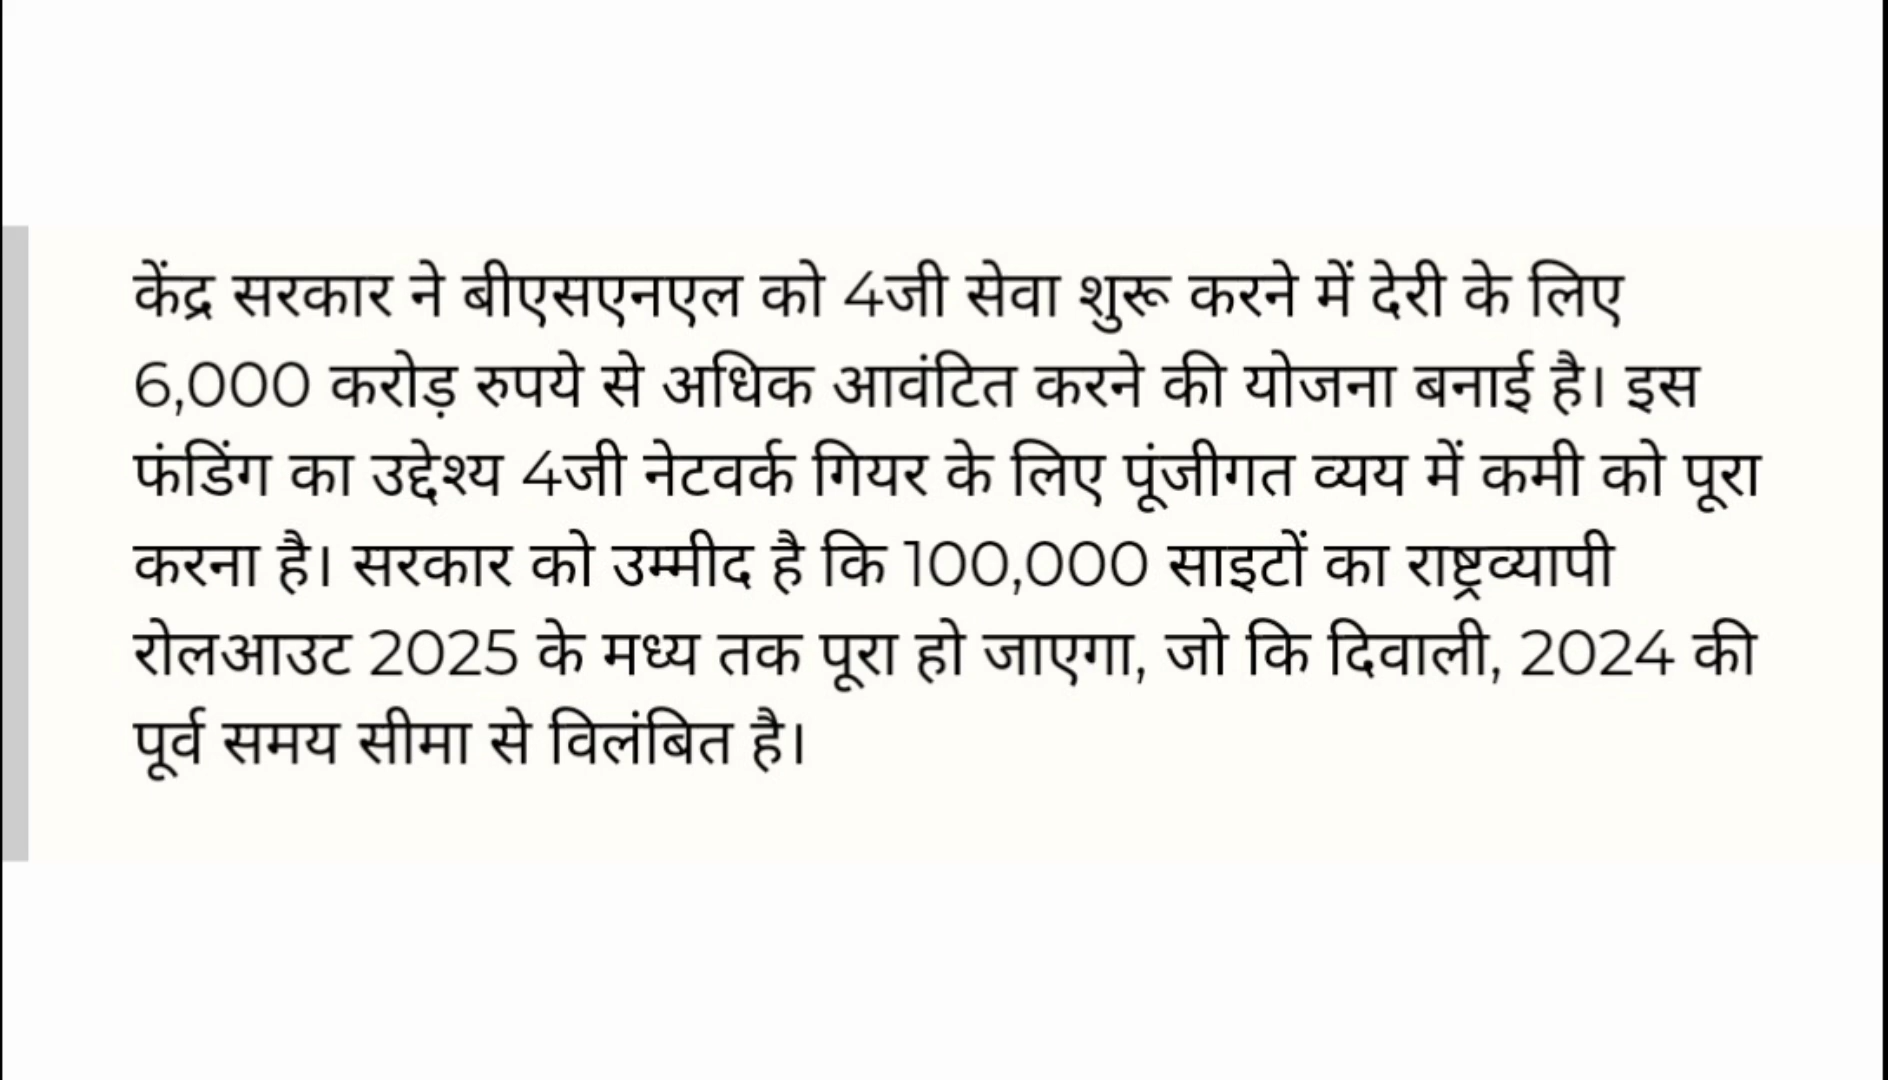 केंद्र सरकार ने बीएसएनएल को 4जी सेवा शुरू करने में देरी के लिए
6,000 करोड़ रुपये से अधिक आवंटित करने की योजना बनाई है। इस
फंडिंग का उद्देश्य 4जी नेटवर्क गियर के लिए पूंजीगत व्यय में कमी को पूरा
करना है। सरकार को उम्मीद है कि 100,000 साइटों का राष्ट्रव्यापी
रोलआउट 2025 के मध्य तक पूरा हो जाएगा, जो कि दिवाली, 2024 की
पूर्व समय सीमा से विलंबित है।